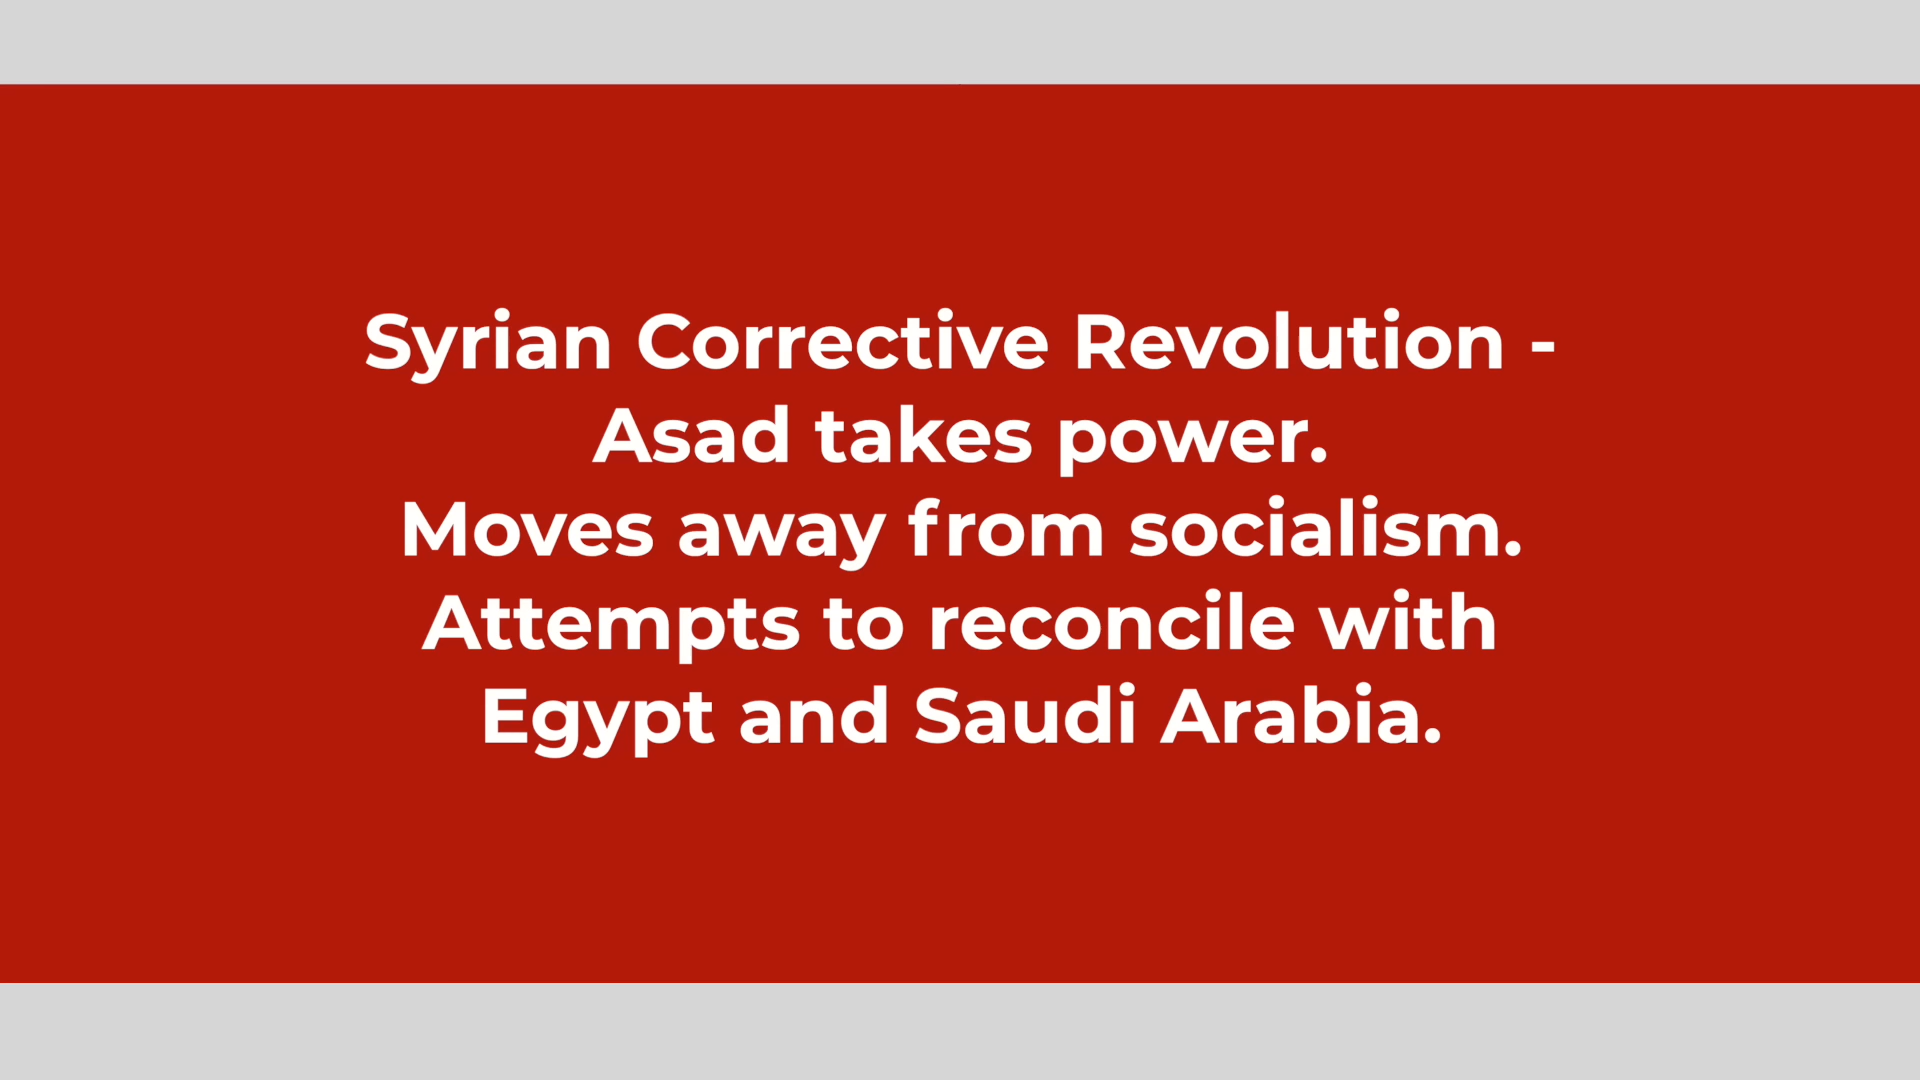 Syrian Corrective Revolution -
Asad takes power.
Moves away from socialism.
Attempts to reconcile with
Egypt and Saudi Arabia.